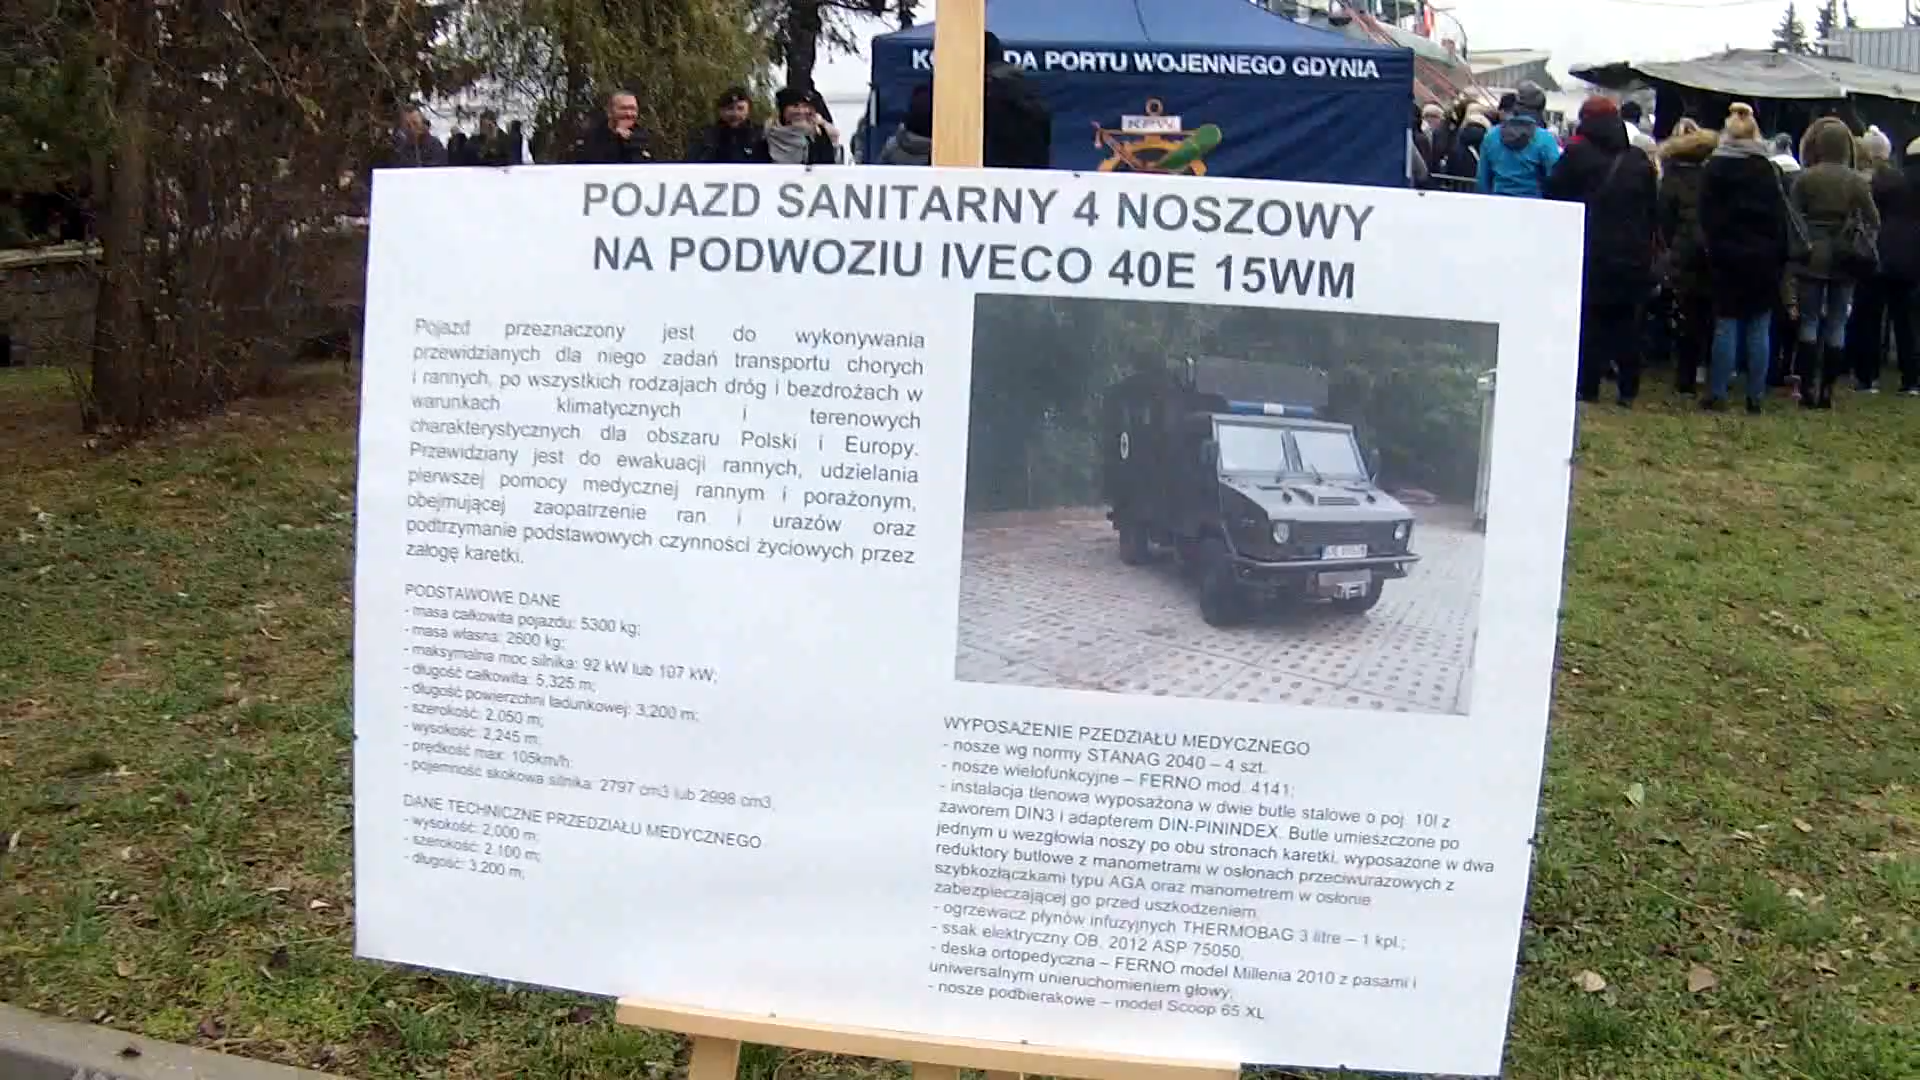 KO DA PORTU WOJENNEGO GDYNIA
KPW
POJAZD SANITARNY 4 NOSZOWY
NA PODWOZIU IVECO 40E 15WM
Pojazd przeznaczony jest do wykonywania
przewidzianych dla niego zadań transportu chorych
i rannych, po wszystkich rodzajach dróg i bezdrożach w
warunkach klimatycznych i terenowych
charakterystycznych dla obszaru Polski i Europy.
Przewidziany jest do ewakuacji rannych, udzielania
pierwszej pomocy medycznej rannym i porażonym,
obejmującej zaopatrzenie ran i urazów oraz
podtrzymanie podstawowych czynności życiowych przez
załogę karetki.
PODSTAWOWE DANE
- masa całkowita pojazdu: 5300 kg;
- masa własna: 2600 kg;
- maksymalna moc silnika: 92 kW lub 107 kW;
- długość całkowita: 5,325 m;
- długość powierzchni ładunkowej: 3,200 m;
- szerokość: 2,050 m;
- wysokość: 2,245 m;
- prędkość max: 105km/h;
- pojemność skokowa silnika: 2797 cm3 lub 2998 cm3;
DANE TECHNICZNE PRZEDZIAŁU MEDYCZNEGO
- wysokość: 2,000 m;
- szerokość: 2,100 m;
- długość: 3,200 m;
WYPOSAŻENIE PZEDZIAŁU MEDYCZNEGO
- nosze wg normy STANAG 2040 – 4 szt.
- nosze wielofunkcyjne – FERNO mod. 4141;
- instalacja tlenowa wyposażona w dwie butle stalowe o poj. 10l z
zaworem DIN3 i adapterem DIN-PININDEX. Butle umieszczone po
jednym u wezgłowia noszy po obu stronach karetki, wyposażone w dwa
reduktory butlowe z manometrami w osłonach przeciwurazowych z
szybkozłączkami typu AGA oraz manometrem w osłonie
zabezpieczającej go przed uszkodzeniem.
- ogrzewacz płynów infuzyjnych THERMOBAG 3 litre – 1 kpl.;
- ssak elektryczny OB. 2012 ASP 75050,
- deska ortopedyczna – FERNO model Millenia 2010 z pasami i
uniwersalnym unieruchomieniem głowy;
- nosze podbierakowe – model Scoop 65 XL